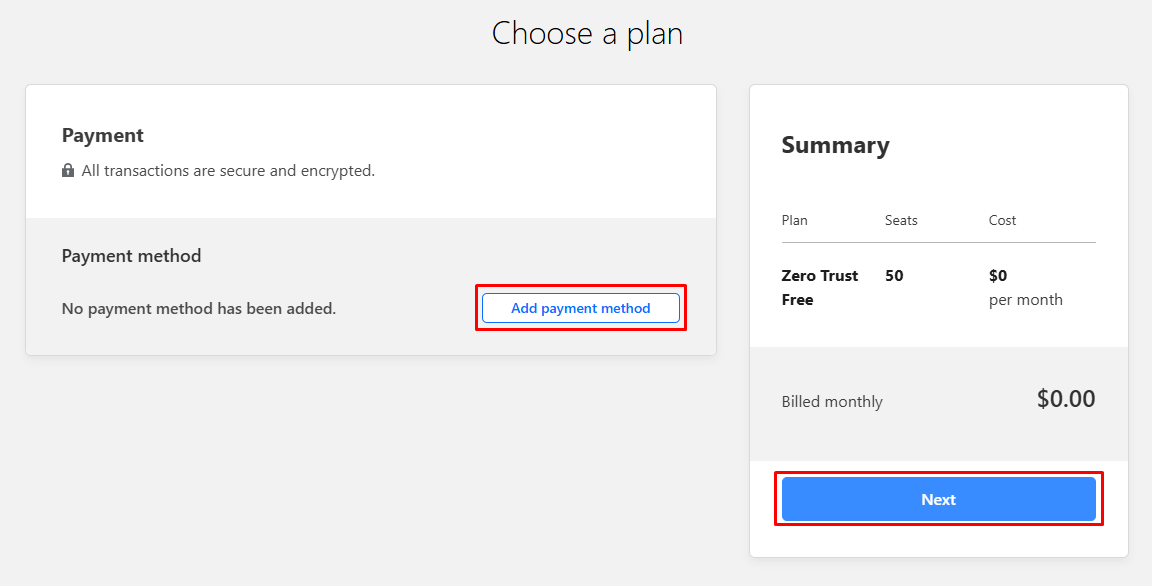 Choose a plan
Payment
All transactions are secure and encrypted.
Payment method
No payment method has been added.
Add payment method
Summary
Plan Seats Cost
Zero Trust 50 $0
Free per month
Billed monthly $0.00
Next